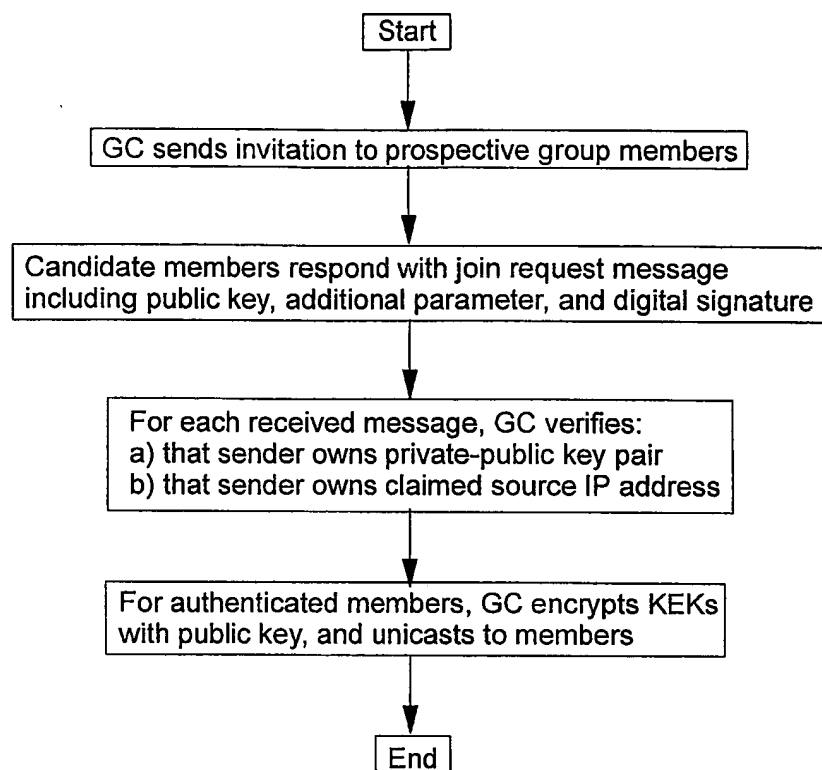 Start
GC sends invitation to prospective group members
Candidate members respond with join request message
including public key, additional parameter, and digital signature
For each received message, GC verifies:
a) that sender owns private-public key pair
b) that sender owns claimed source IP address
For authenticated members, GC encrypts KEKs
with public key, and unicasts to members
End